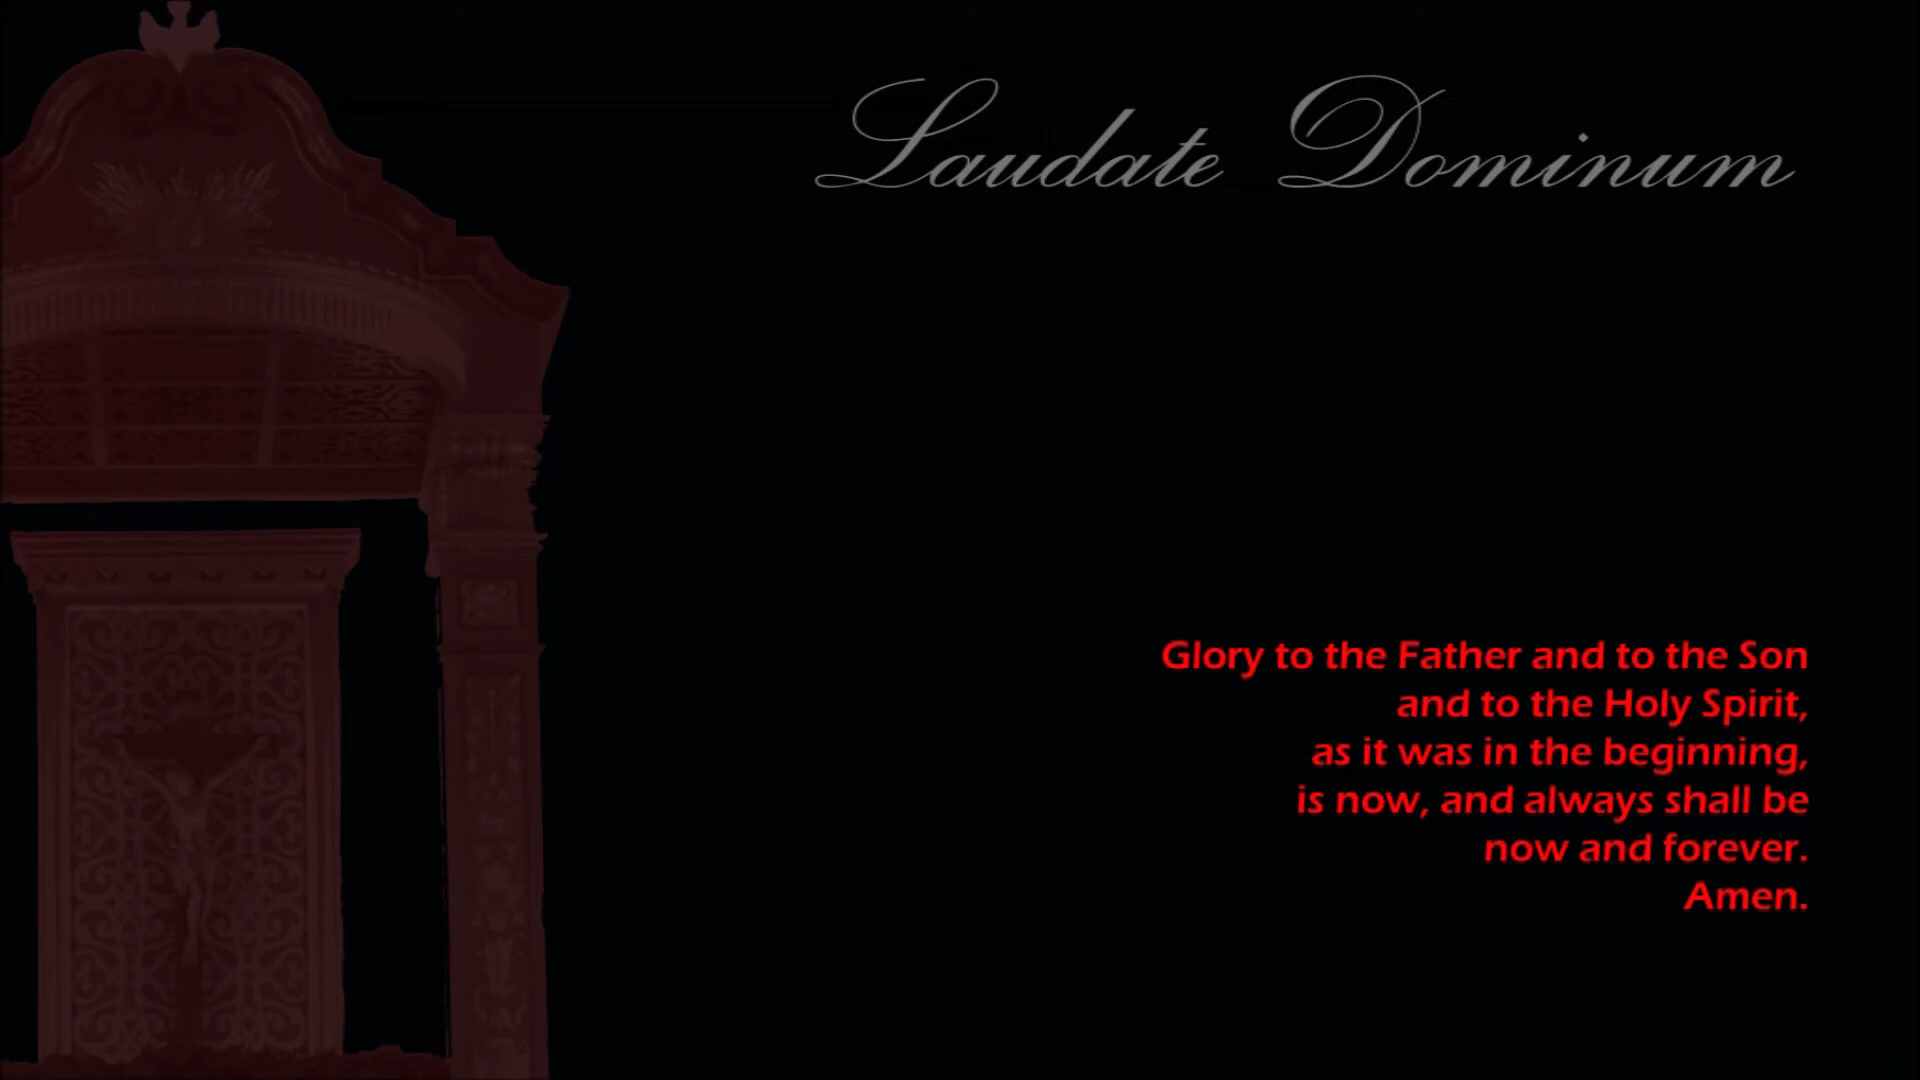 Laudate Dominum
Glory to the Father and to the Son
and to the Holy Spirit,
as it was in the beginning,
is now, and always shall be
now and forever.
Amen.